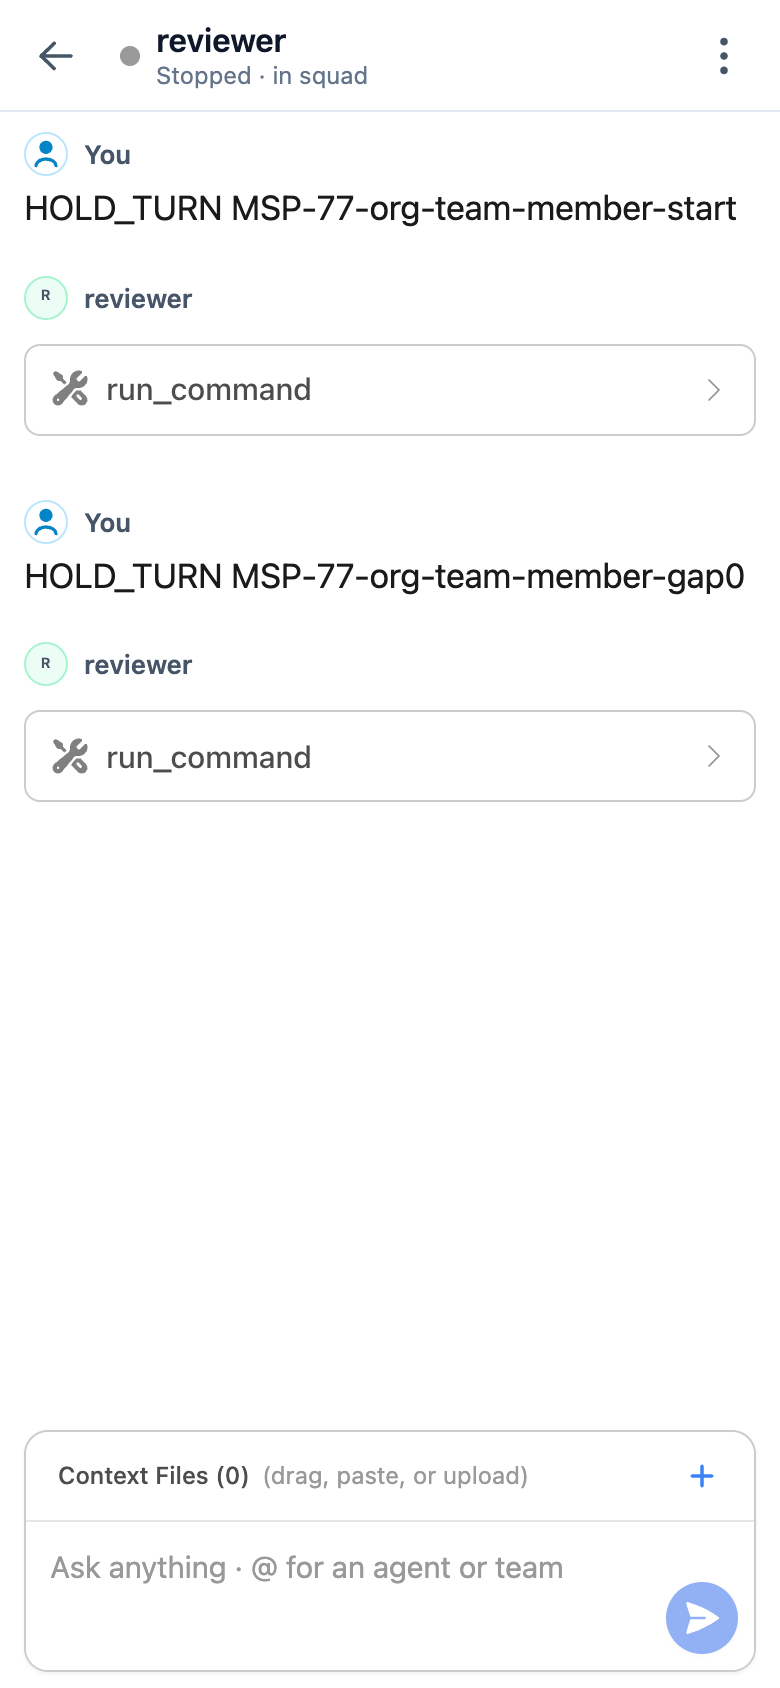 reviewer
Stopped · in squad
You
HOLD_TURN MSP-77-org-team-member-start
R
reviewer
run_command
You
HOLD_TURN MSP-77-org-team-member-gap0
R
reviewer
run_command
Context Files (0) (drag, paste, or upload)
Ask anything · @ for an agent or team